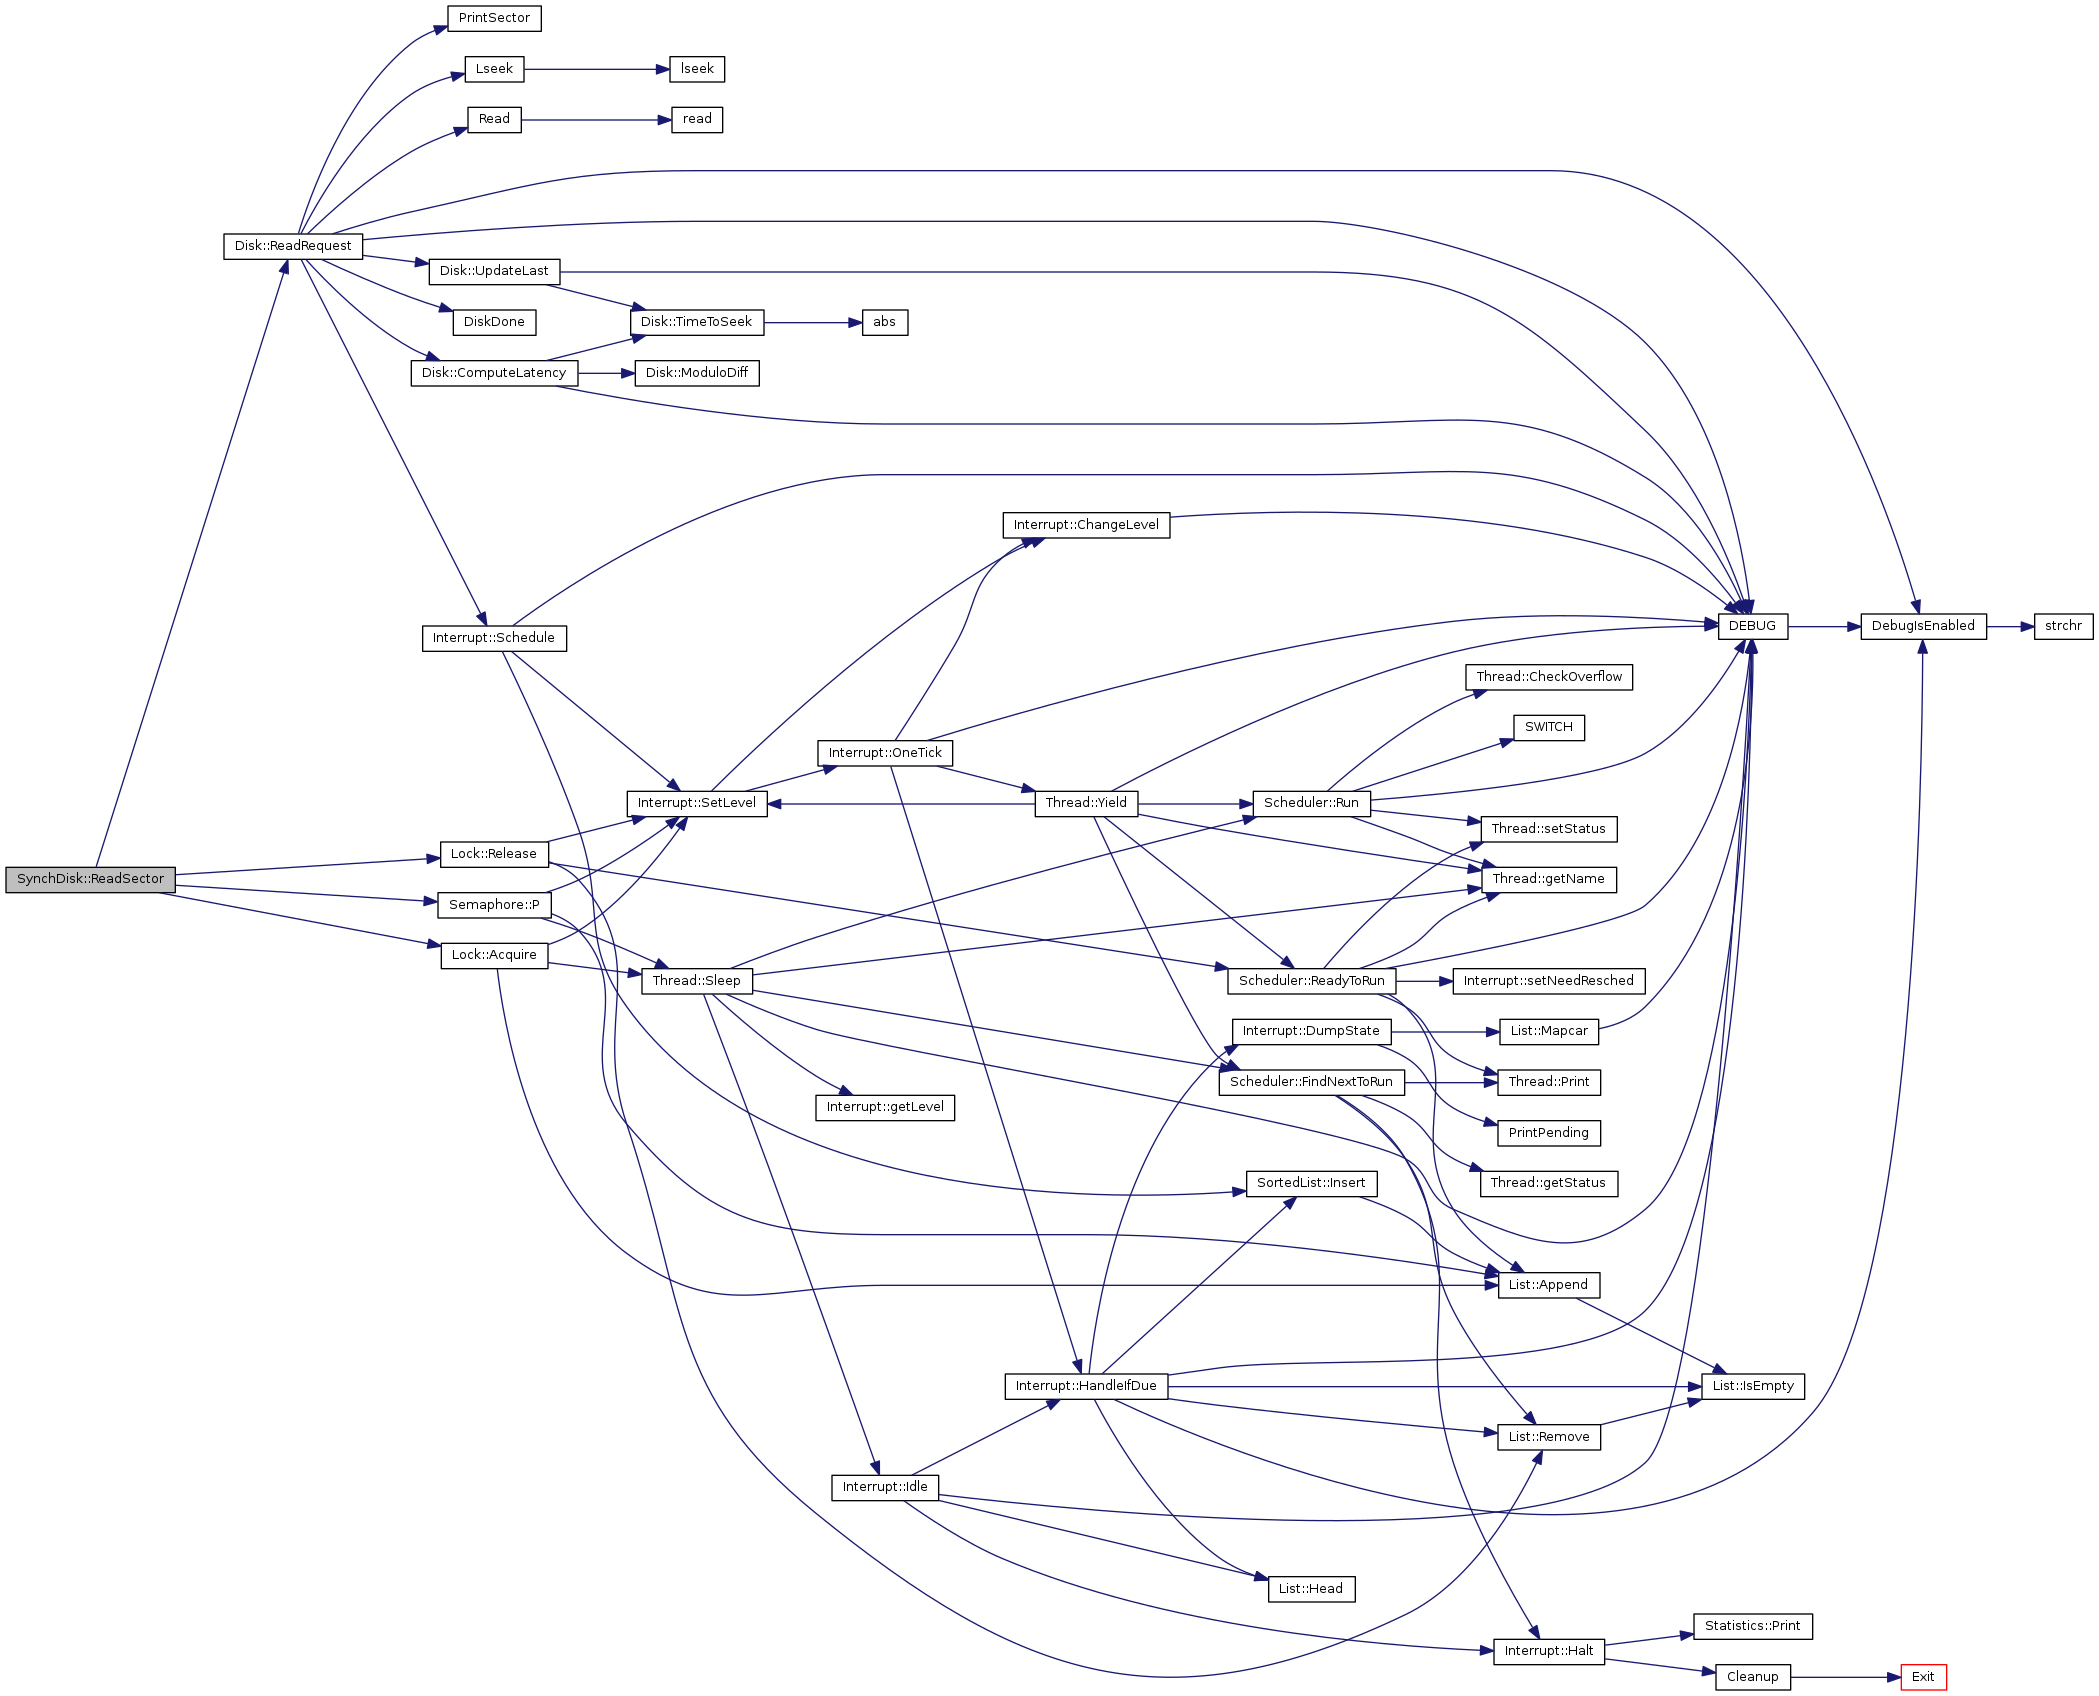 PrintSector
Lseek
lseek
Read
read
Disk::ReadRequest
Disk::UpdateLast
DiskDone
Disk::TimeToSeek
abs
Disk::ComputeLatency
Disk::ModuloDiff
Interrupt::ChangeLevel
Interrupt::Schedule
DEBUG
DebugIsEnabled
strchr
Thread::CheckOverflow
SWITCH
Interrupt::OneTick
Interrupt::SetLevel
Thread::Yield
Scheduler::Run
Thread::setStatus
Lock::Release
SynchDisk::ReadSector
Thread::getName
Semaphore::P
Lock::Acquire
Thread::Sleep
Scheduler::ReadyToRun
Interrupt::setNeedResched
Interrupt::DumpState
List::Mapcar
Scheduler::FindNextToRun
Thread::Print
Interrupt::getLevel
PrintPending
SortedList::Insert
Thread::getStatus
List::Append
Interrupt::HandleIfDue
List::IsEmpty
List::Remove
Interrupt::Idle
List::Head
Statistics::Print
Interrupt::Halt
Cleanup
Exit